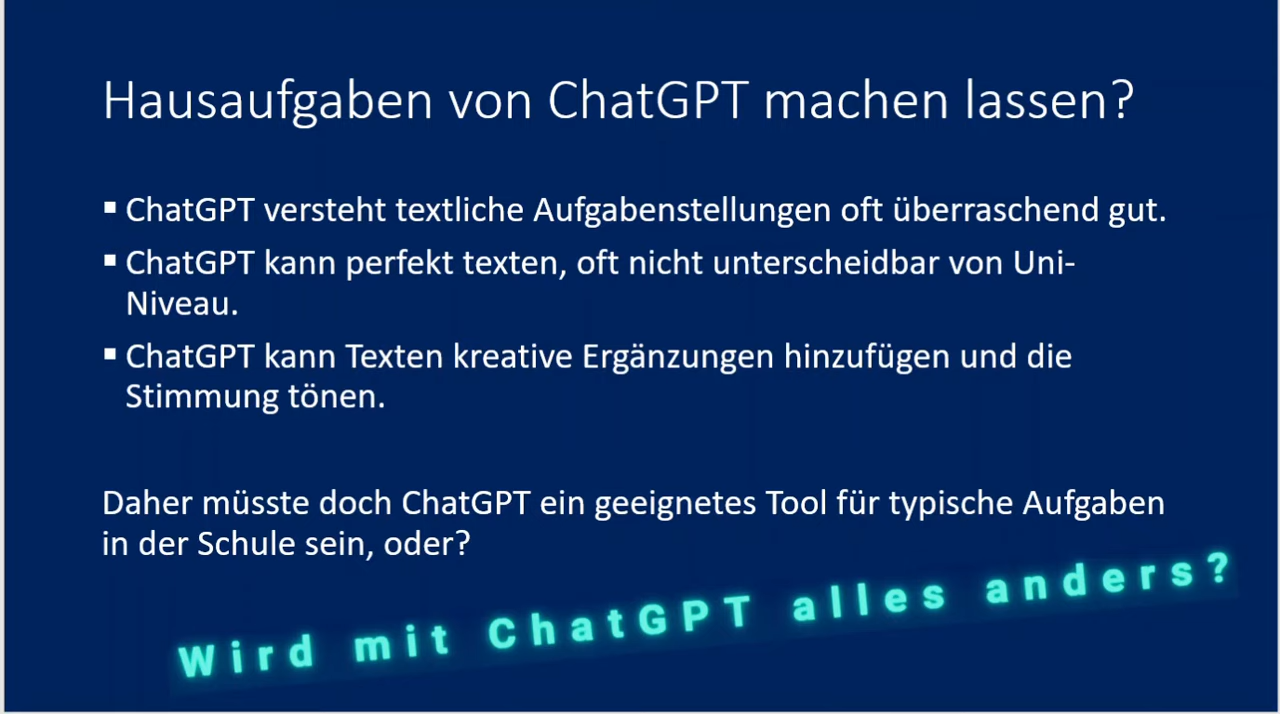 Hausaufgaben von ChatGPT machen lassen?
▪ ChatGPT versteht textliche Aufgabenstellungen oft überraschend gut.
▪ ChatGPT kann perfekt texten, oft nicht unterscheidbar von Uni-
Niveau.
▪ ChatGPT kann Texten kreative Ergänzungen hinzufügen und die
Stimmung tönen.
Daher müsste doch ChatGPT ein geeignetes Tool für typische Aufgaben
in der Schule sein, oder?
Wird mit ChatGPT alles anders?